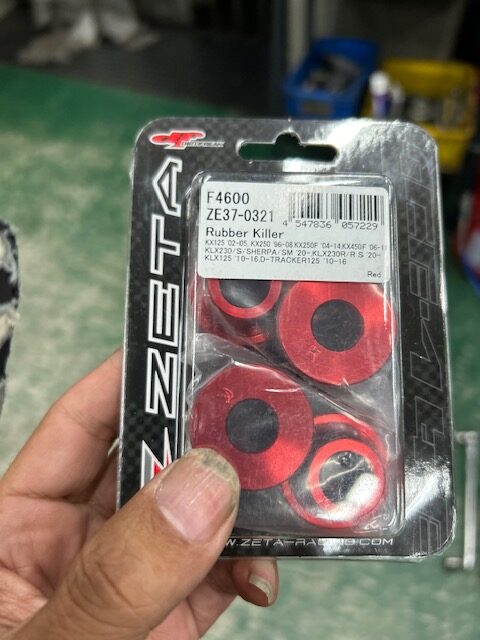 DIRTFREAK
ZETA
F4600
ZE37-0321
4 547836 057229
Rubber Killer
KX125 '02-05, KX250 '96-08,KX250F '04-14,KX450F '06-11
KLX230/S/SHERPA/SM '20-,KLX230R/R S '20-
KLX125 '10-16,D-TRACKER125 '10-16
Red
WWW.ZETA-RACING.COM